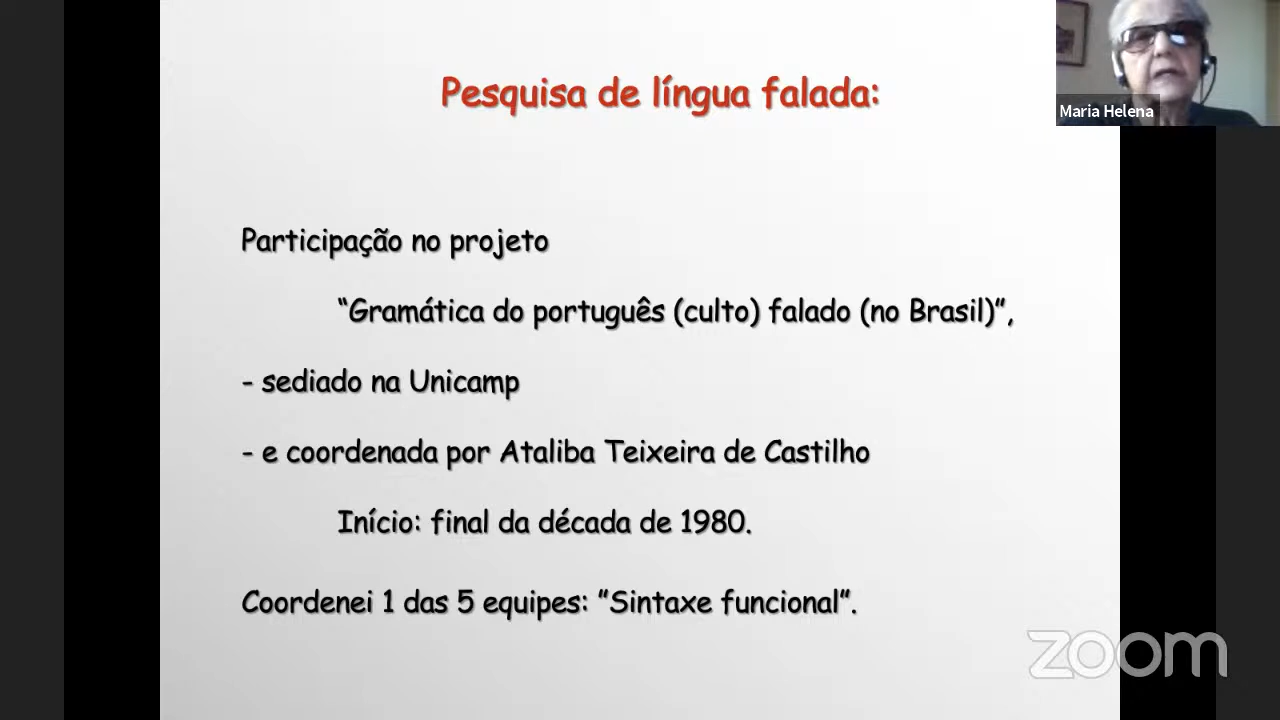 Pesquisa de língua falada:
Maria Helena
Participação no projeto
“Gramática do português (culto) falado (no Brasil)”,
- sediado na Unicamp
- e coordenada por Ataliba Teixeira de Castilho
Início: final da década de 1980.
Coordenei 1 das 5 equipes: ”Sintaxe funcional”.
zoom